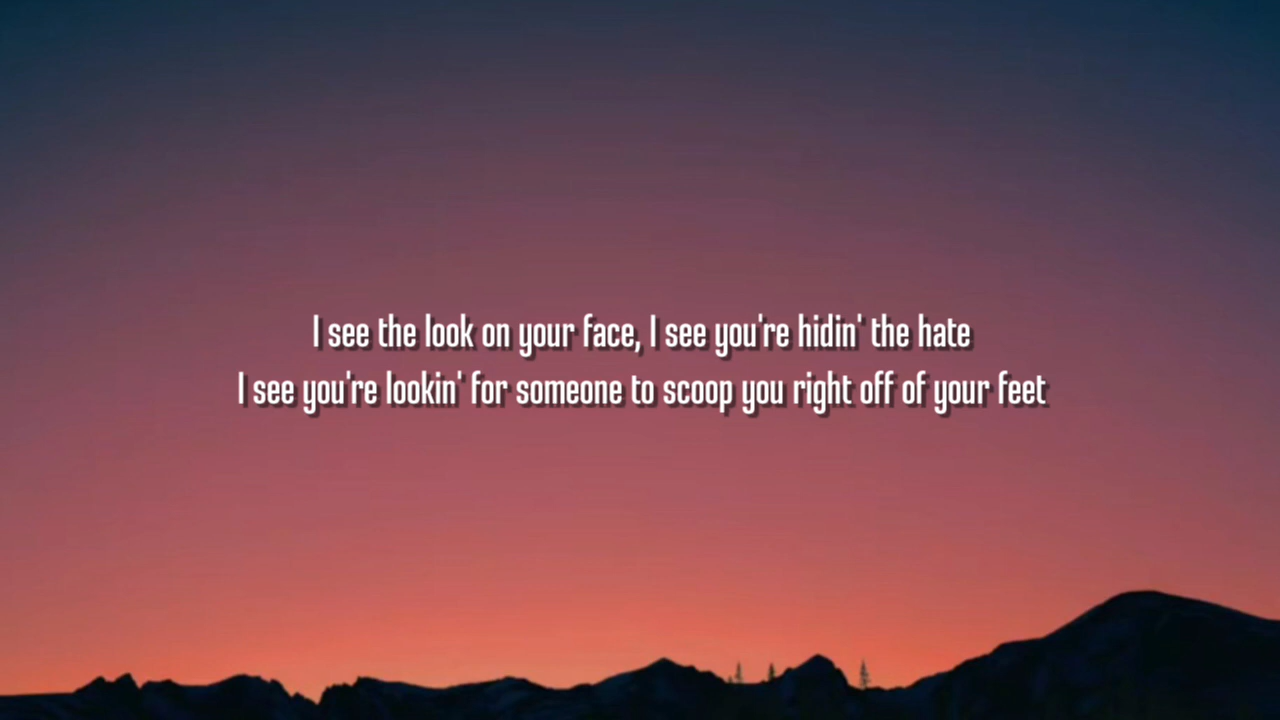 I see the look on your face, I see you're hidin' the hate
I see you're lookin' for someone to scoop you right off of your feet